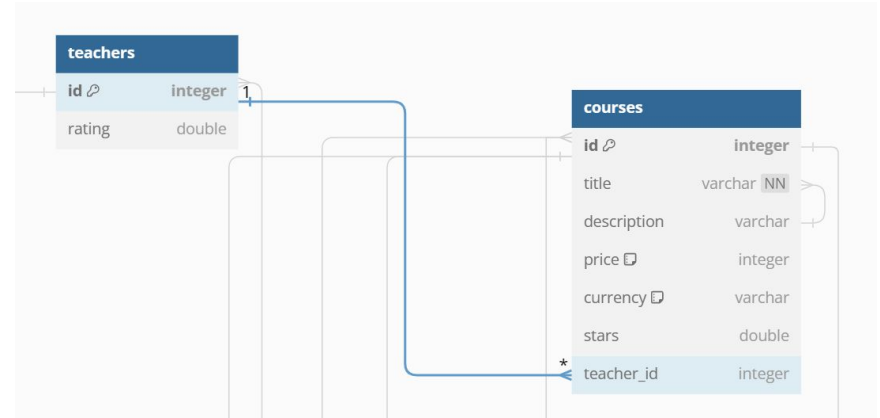 teachers
id integer
rating double
1
courses
id integer
title varchar NN
description varchar
price integer
currency varchar
stars double
* teacher_id integer